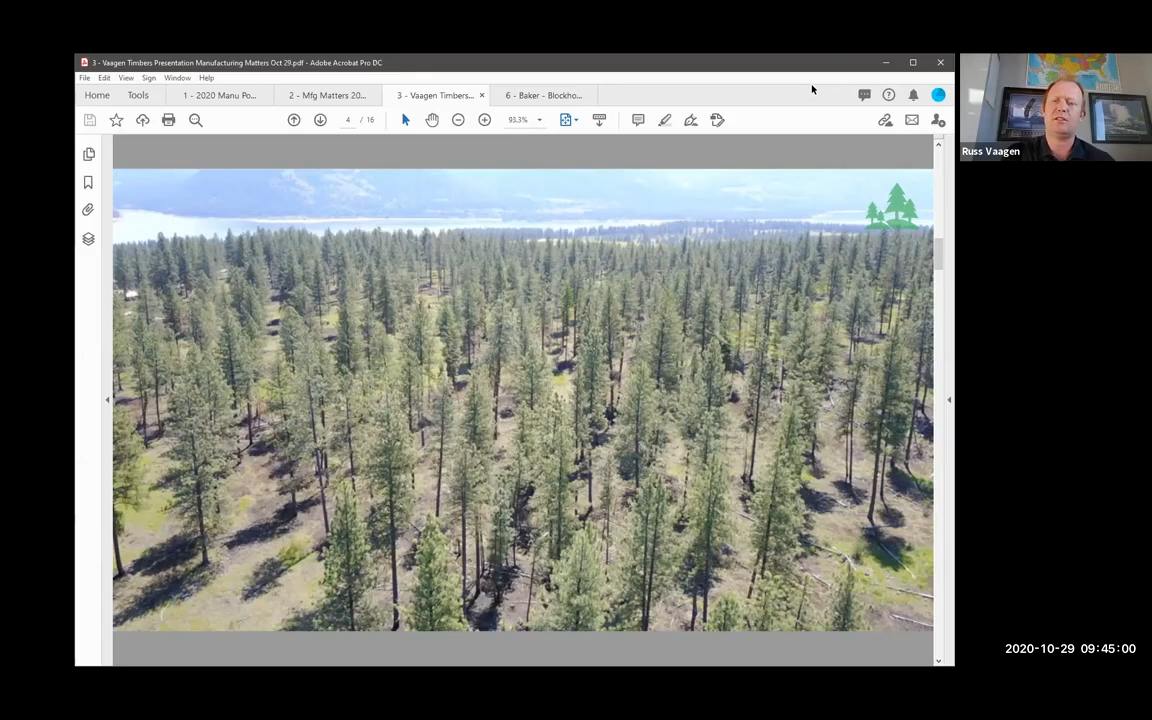 3 - Vaagen Timbers Presentation Manufacturing Matters Oct 29.pdf - Adobe Acrobat Pro DC
File Edit View Sign Window Help
Home Tools 1 - 2020 Manu Po... 2 - Mfg Matters 20... 3 - Vaagen Timbers... × 6 - Baker - Blockho...
4 / 16 93.3%
Russ Vaagen
2020-10-29 09:45:00